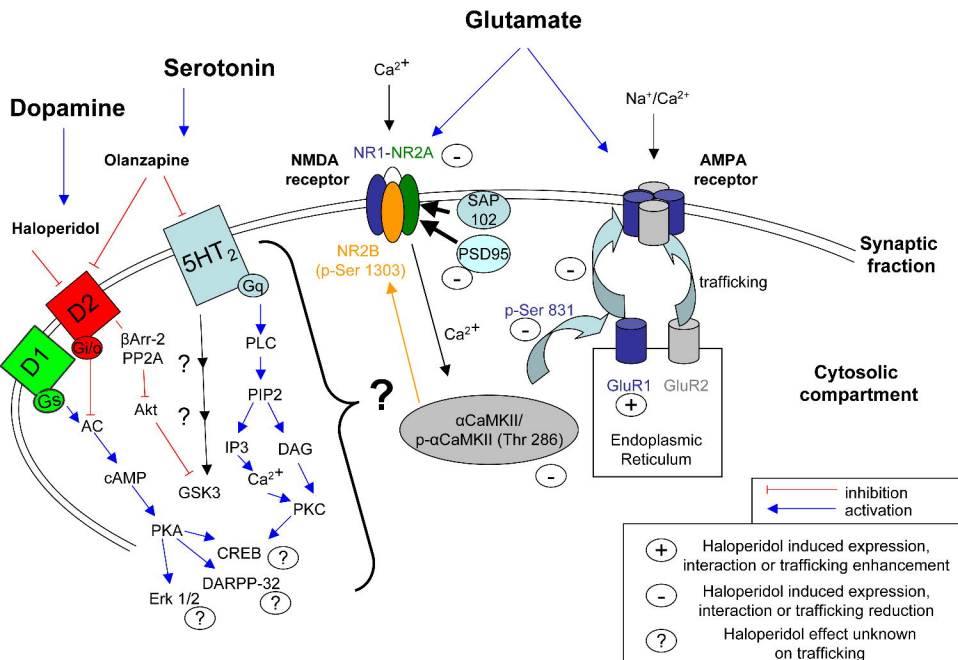 Glutamate
Serotonin
Dopamine
Ca2+
Na+/Ca2+
Olanzapine
NMDA
receptor
NR1-NR2A
-
AMPA
receptor
Haloperidol
SAP
102
PSD95
-
NR2B
(p-Ser 1303)
Synaptic
fraction
5HT2
Gq
D2
Gi/o
D1
Gs
βArr-2
PP2A
Akt
AC
cAMP
PKA
Erk 1/2
?
?
?
GSK3
PLC
PIP2
IP3
DAG
Ca2+
PKC
CREB
?
DARPP-32
?
?
Ca2+
αCaMKII/
p-αCaMKII (Thr 286)
-
-
p-Ser 831
-
trafficking
GluR1
GluR2
+
Endoplasmic
Reticulum
Cytosolic
compartment
inhibition
activation
+
Haloperidol induced expression,
interaction or trafficking enhancement
-
Haloperidol induced expression,
interaction or trafficking reduction
?
Haloperidol effect unknown
on trafficking